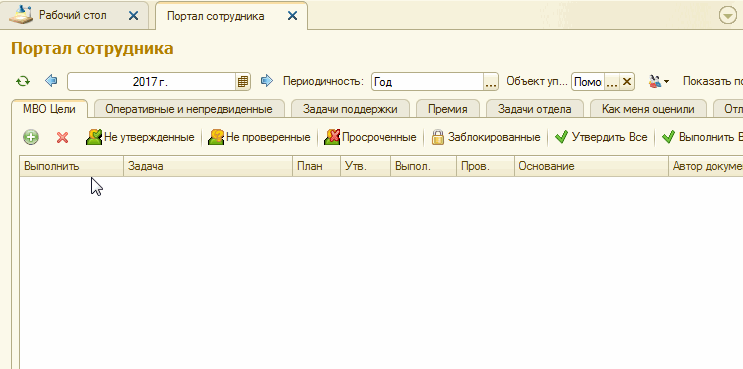 Рабочий стол Портал сотрудника
Портал сотрудника
2017 г. Периодичность: Год ... Объект уп... Помо ... Показать по
МВО Цели Оперативные и непредвиденные Задачи поддержки Премия Задачи отдела Как меня оценили Отл
Не утвержденные Не проверенные Просроченные Заблокированные Утвердить Все Выполнить В
Выполнить Задача План Утв. Выпол. Пров. Основание Автор докуме